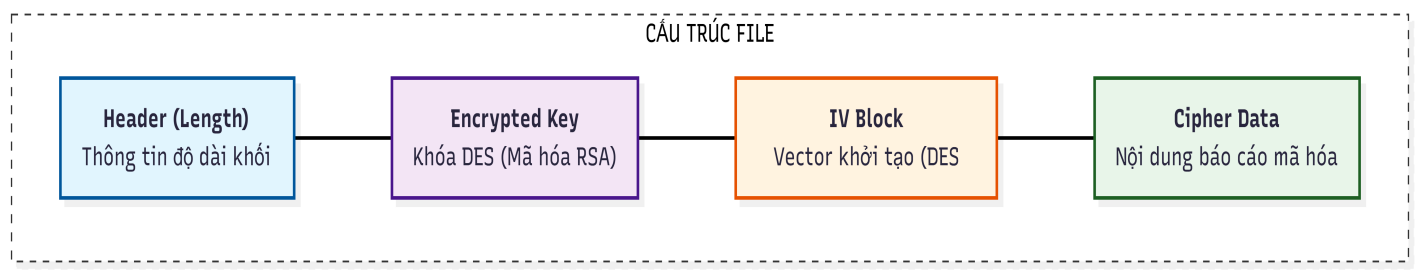 CẤU TRÚC FILE
Header (Length)
Thông tin độ dài khối
Encrypted Key
Khóa DES (Mã hóa RSA)
IV Block
Vector khởi tạo (DES
Cipher Data
Nội dung báo cáo mã hóa